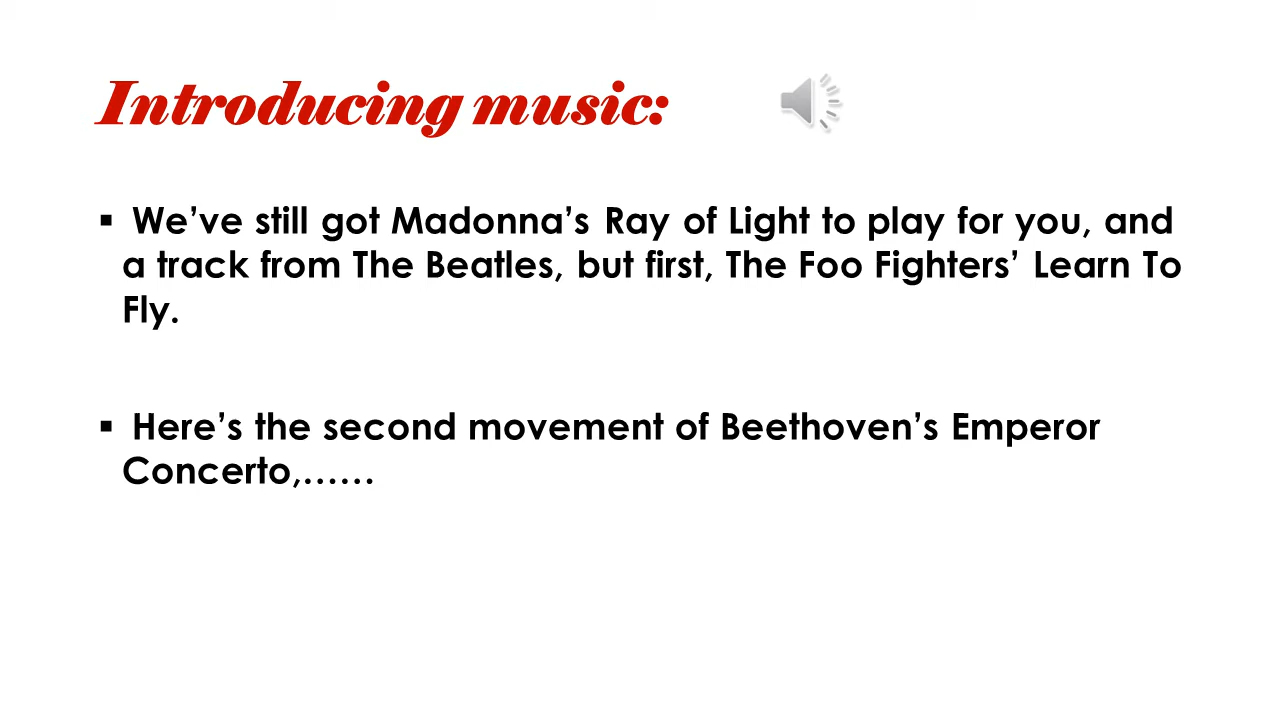 Introducing music:
▪ We’ve still got Madonna’s Ray of Light to play for you, and
a track from The Beatles, but first, The Foo Fighters’ Learn To
Fly.
▪ Here’s the second movement of Beethoven’s Emperor
Concerto,……